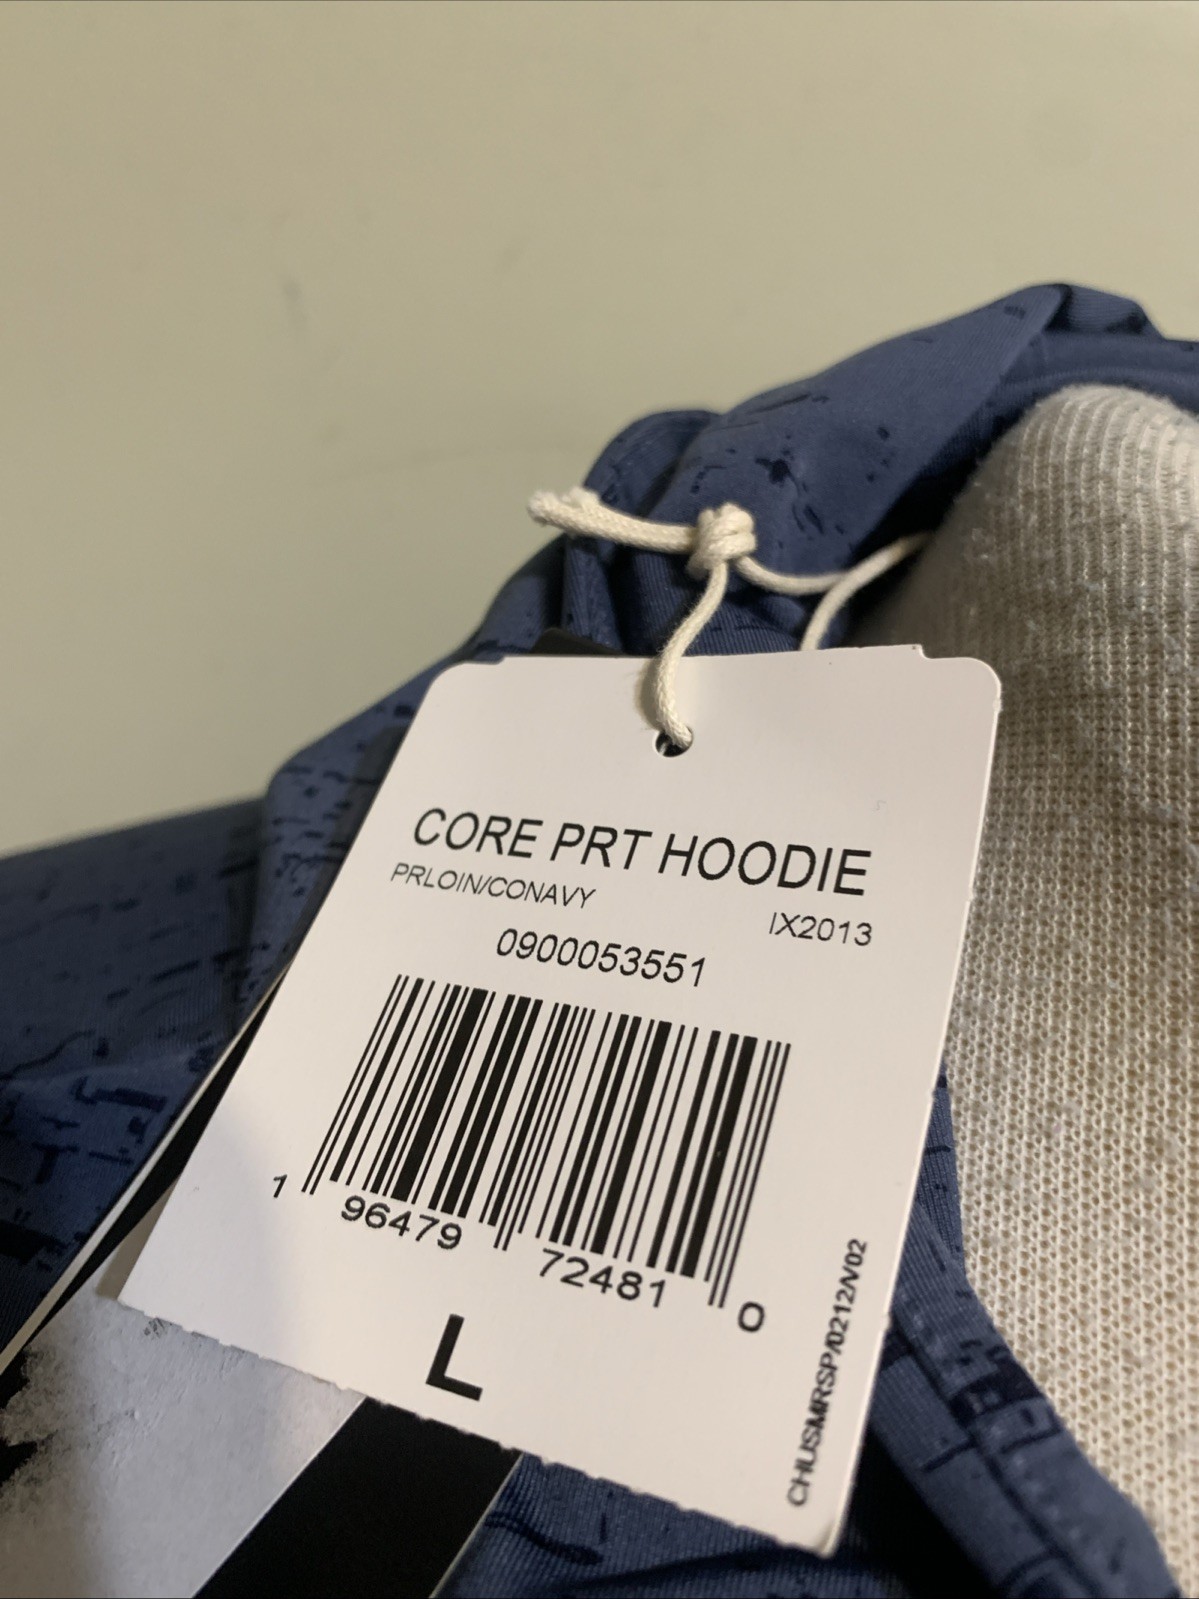 CORE PRT HOODIE
PRLOIN/CONAVY
IX2013
0900053551
1 96479 72481 0
L
CHUSMRSP/0212/V02